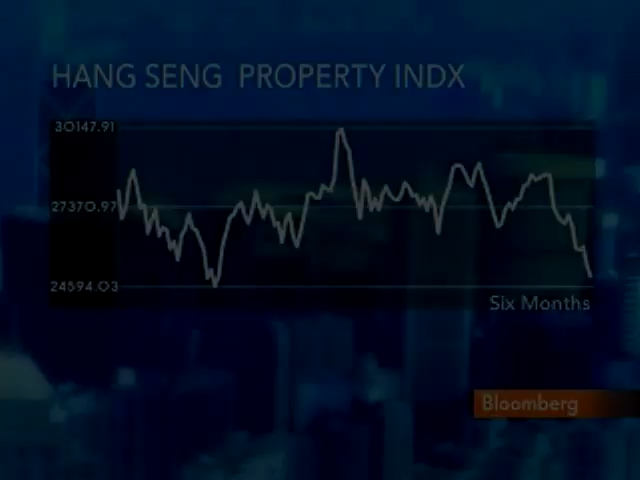 HANG SENG PROPERTY INDX
30147.91
27370.97
24594.03
Six Months
Bloomberg